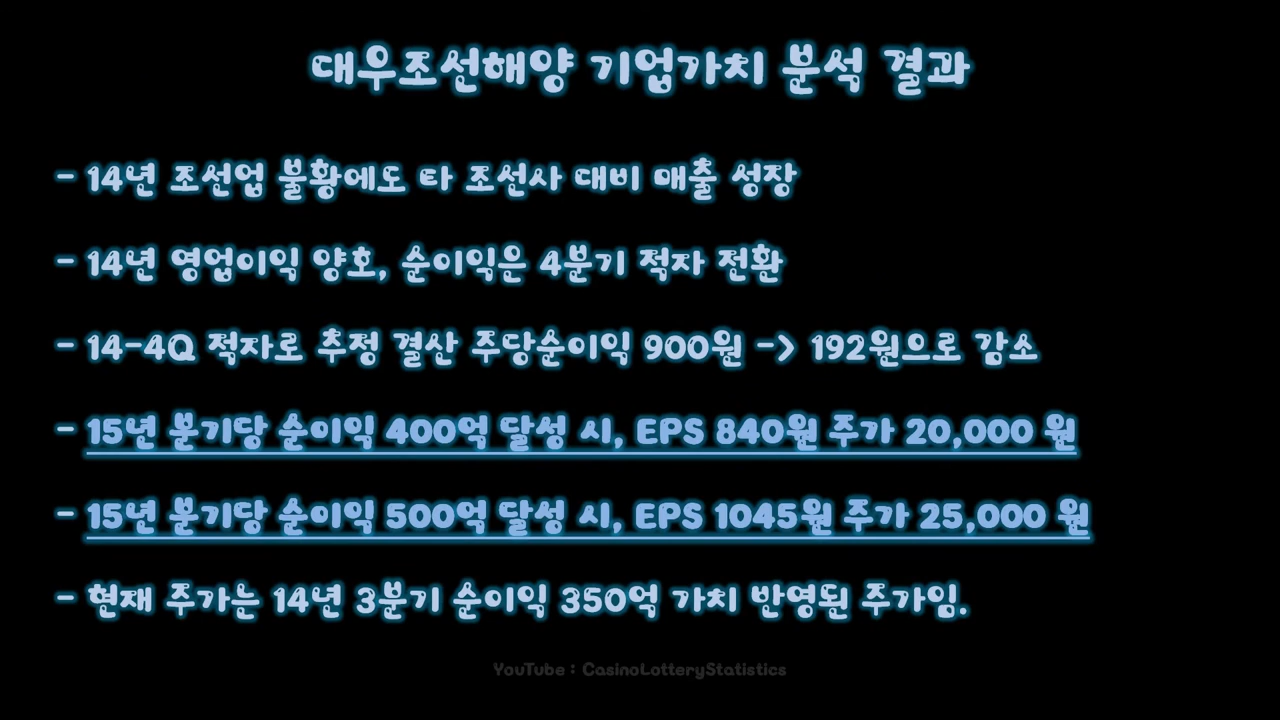 대우조선해양 기업가치 분석 결과
- 14년 조선업 불황에도 타 조선사 대비 매출 성장
- 14년 영업이익 양호, 순이익은 4분기 적자 전환
- 14-4Q 적자로 추정 결산 주당순이익 900원 -> 192원으로 감소
- 15년 분기당 순이익 400억 달성 시, EPS 840원 주가 20,000 원
- 15년 분기당 순이익 500억 달성 시, EPS 1045원 주가 25,000 원
- 현재 주가는 14년 3분기 순이익 350억 가치 반영된 주가임.
YouTube : CasinoLotteryStatistics